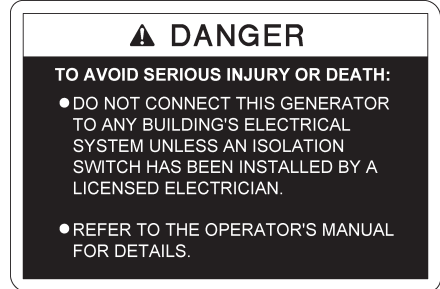 DANGER
TO AVOID SERIOUS INJURY OR DEATH:
● DO NOT CONNECT THIS GENERATOR
TO ANY BUILDING'S ELECTRICAL
SYSTEM UNLESS AN ISOLATION
SWITCH HAS BEEN INSTALLED BY A
LICENSED ELECTRICIAN.
● REFER TO THE OPERATOR'S MANUAL
FOR DETAILS.